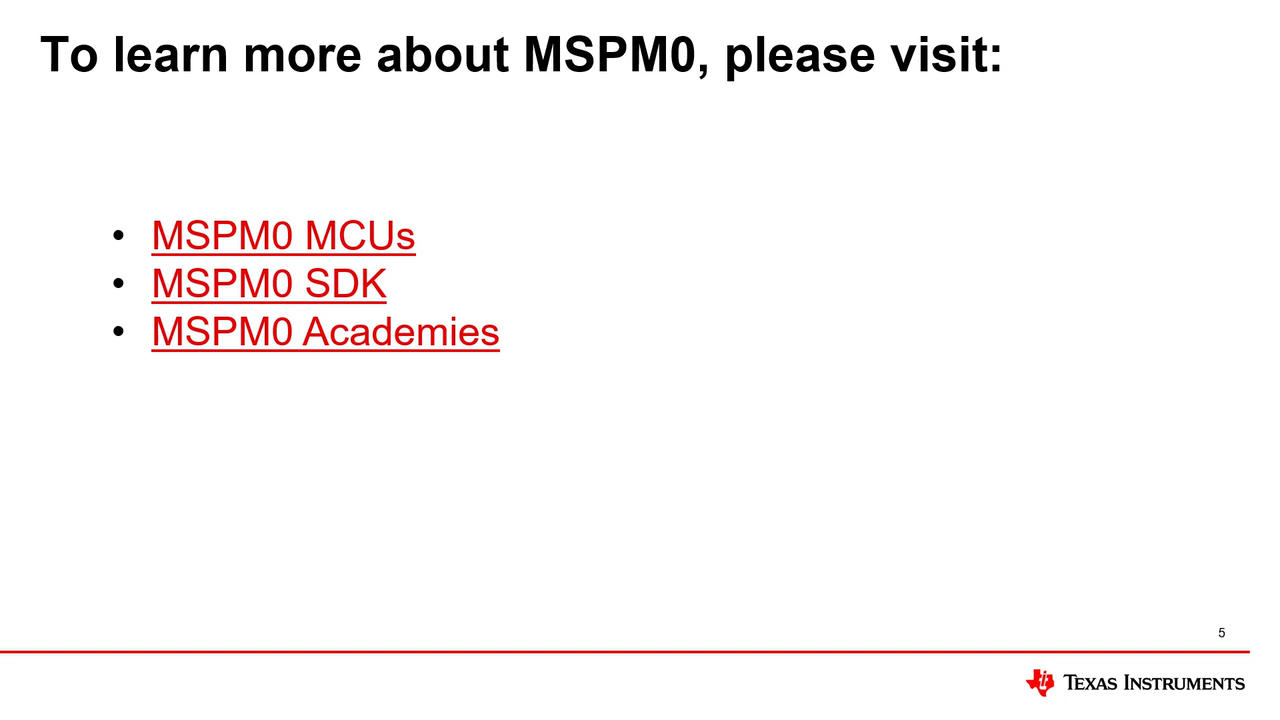 To learn more about MSPM0, please visit:
• MSPM0 MCUs
• MSPM0 SDK
• MSPM0 Academies
5
TEXAS INSTRUMENTS